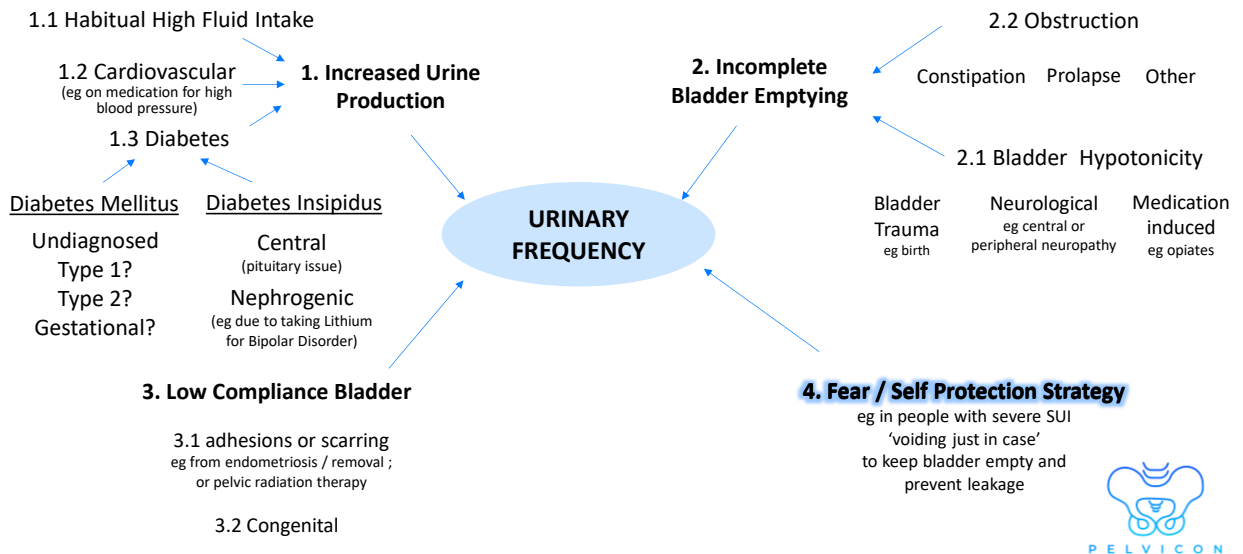 1.1 Habitual High Fluid Intake
1.2 Cardiovascular
(eg on medication for high
blood pressure)
1.3 Diabetes
1. Increased Urine
Production
Diabetes Mellitus
Undiagnosed
Type 1?
Type 2?
Gestational?
Diabetes Insipidus
Central
(pituitary issue)
Nephrogenic
(eg due to taking Lithium
for Bipolar Disorder)
2. Incomplete
Bladder Emptying
2.2 Obstruction
Constipation Prolapse Other
2.1 Bladder Hypotonicity
Bladder
Trauma
eg birth
Neurological
eg central or
peripheral neuropathy
Medication
induced
eg opiates
URINARY
FREQUENCY
3. Low Compliance Bladder
3.1 adhesions or scarring
eg from endometriosis / removal ;
or pelvic radiation therapy
3.2 Congenital
4. Fear / Self Protection Strategy
eg in people with severe SUI
‘voiding just in case’
to keep bladder empty and
prevent leakage
PELVICON